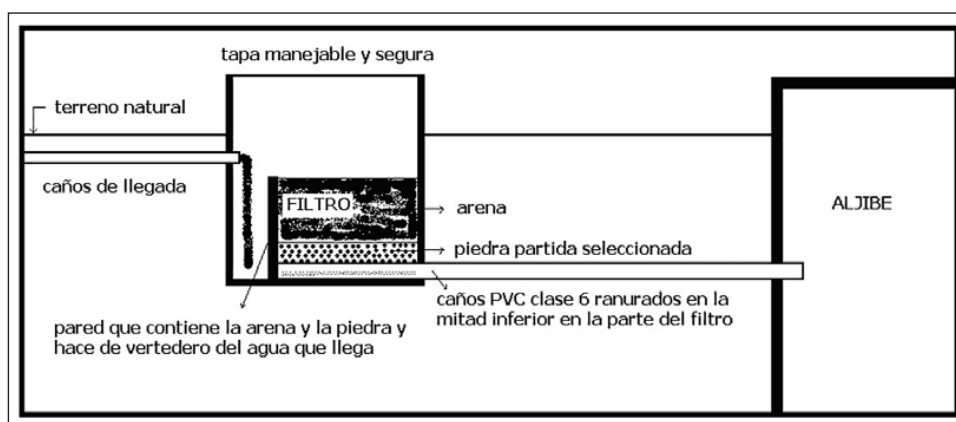 tapa manejable y segura
terreno natural
caños de llegada
FILTRO
arena
ALJIBE
piedra partida seleccionada
caños PVC clase 6 ranurados en la
mitad inferior en la parte del filtro
pared que contiene la arena y la piedra y
hace de vertedero del agua que llega